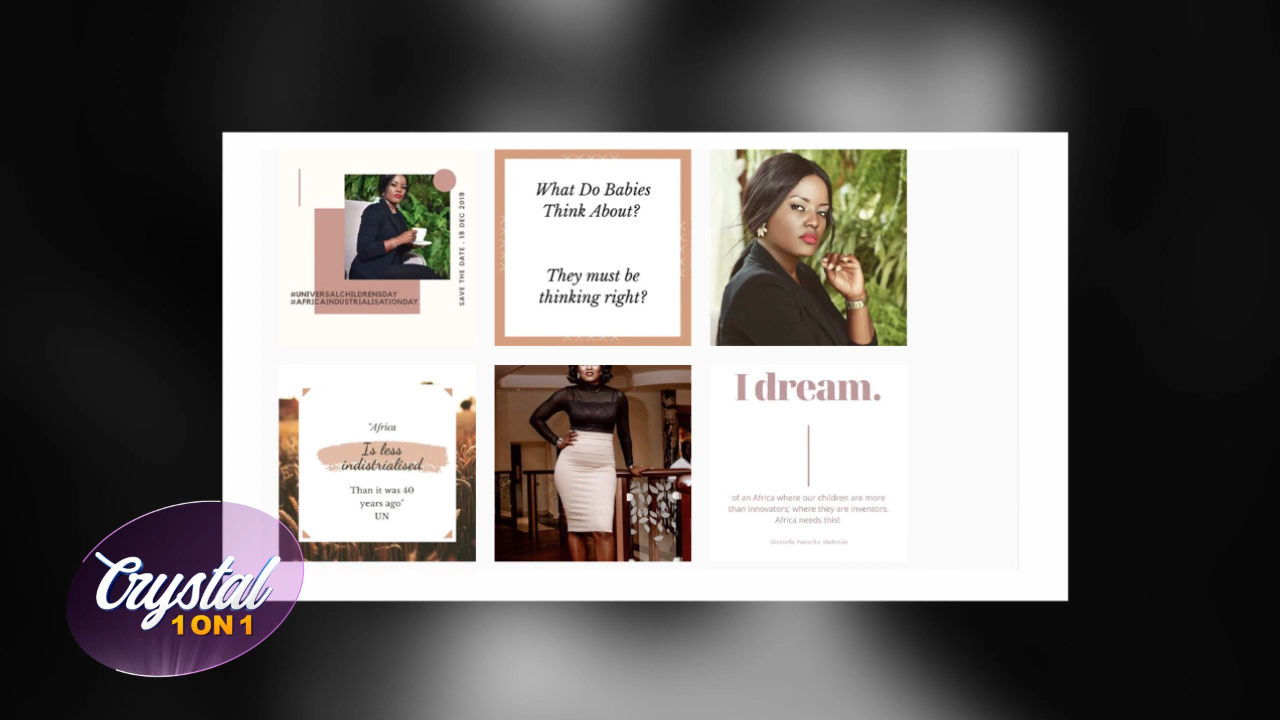 SAVE THE DATE . 18 DEC 2019
#UNIVERSALCHILDRENSDAY
#AFRICAINDUSTRIALISATIONDAY
What Do Babies
Think About?
They must be
thinking right?
"Africa
Is less
indistrialised
Than it was 40
years ago"
UN
I dream.
of an Africa where our children are more
than innovators; where they are inventors.
Africa needs this!
Crystal
1 ON 1